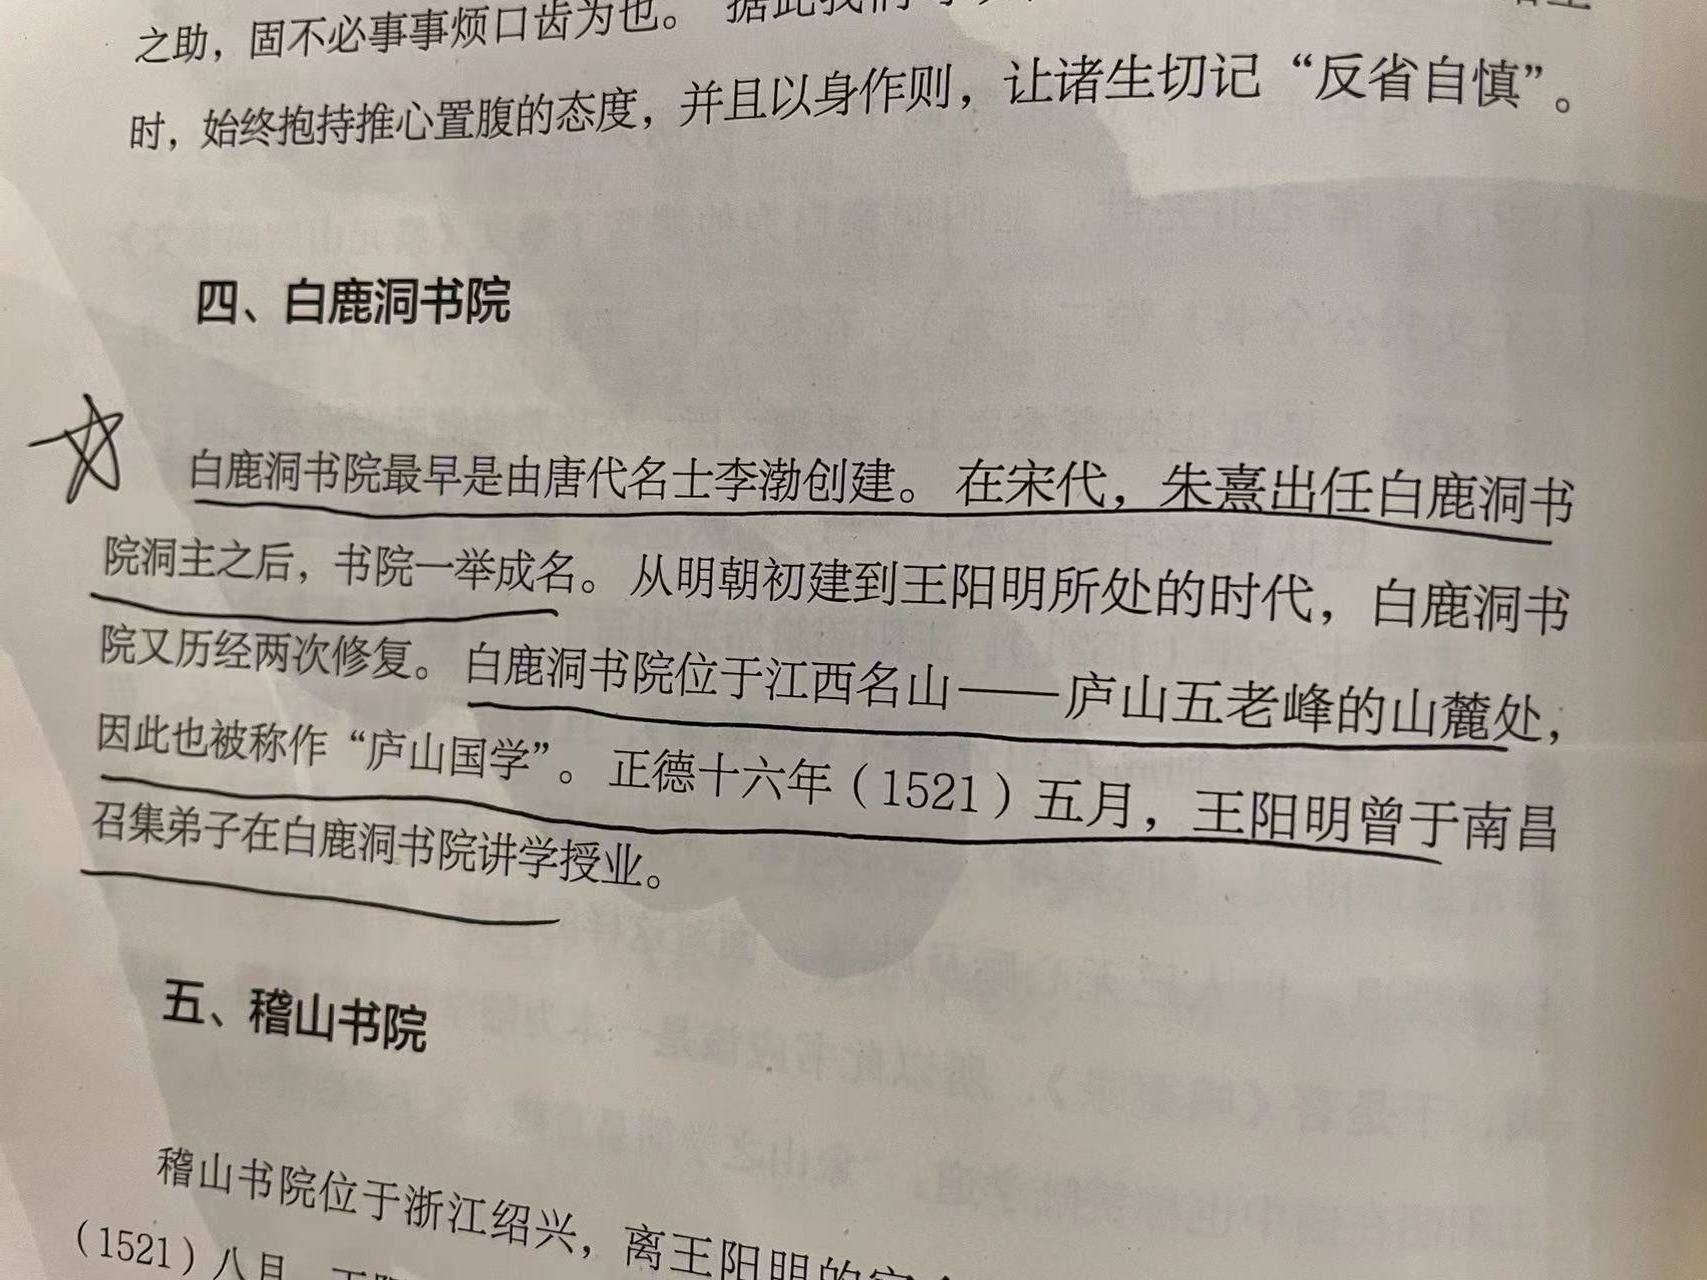 之助，固不必事事烦口齿为也。 据此我们
时，始终抱持推心置腹的态度，并且以身作则，让诸生切记“反省自慎”。
四、白鹿洞书院
白鹿洞书院最早是由唐代名士李渤创建。在宋代，朱熹出任白鹿洞书
院洞主之后，书院一举成名。从明朝初建到王阳明所处的时代，白鹿洞书
院又历经两次修复。白鹿洞书院位于江西名山——庐山五老峰的山麓处，
因此也被称作“庐山国学”。正德十六年（1521）五月，王阳明曾于南昌
召集弟子在白鹿洞书院讲学授业。
五、稽山书院
稽山书院位于浙江绍兴，离王阳明的家
（1521）八月，王阳